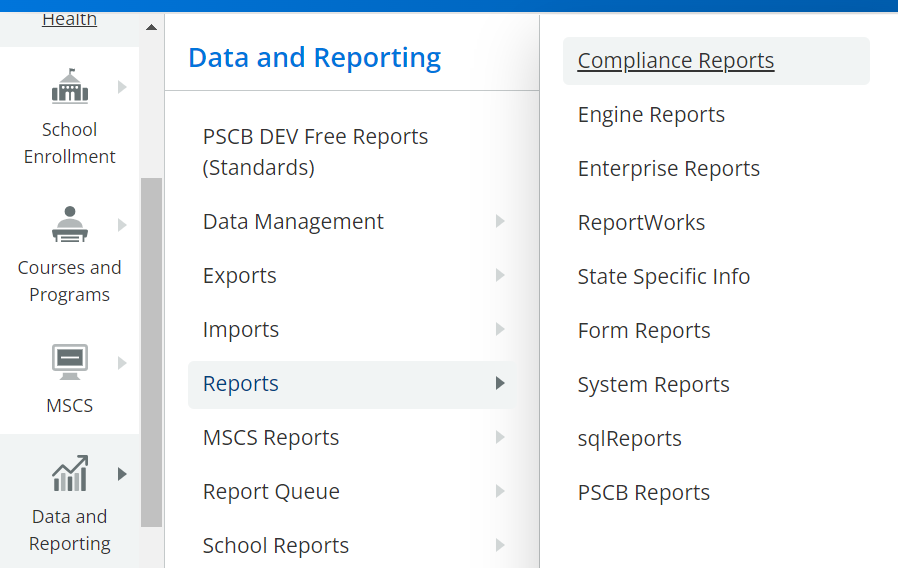 Health
School
Enrollment
Courses and
Programs
MSCS
Data and
Reporting
Data and Reporting
PSCB DEV Free Reports
(Standards)
Data Management
Exports
Imports
Reports
MSCS Reports
Report Queue
School Reports
Compliance Reports
Engine Reports
Enterprise Reports
ReportWorks
State Specific Info
Form Reports
System Reports
sqlReports
PSCB Reports